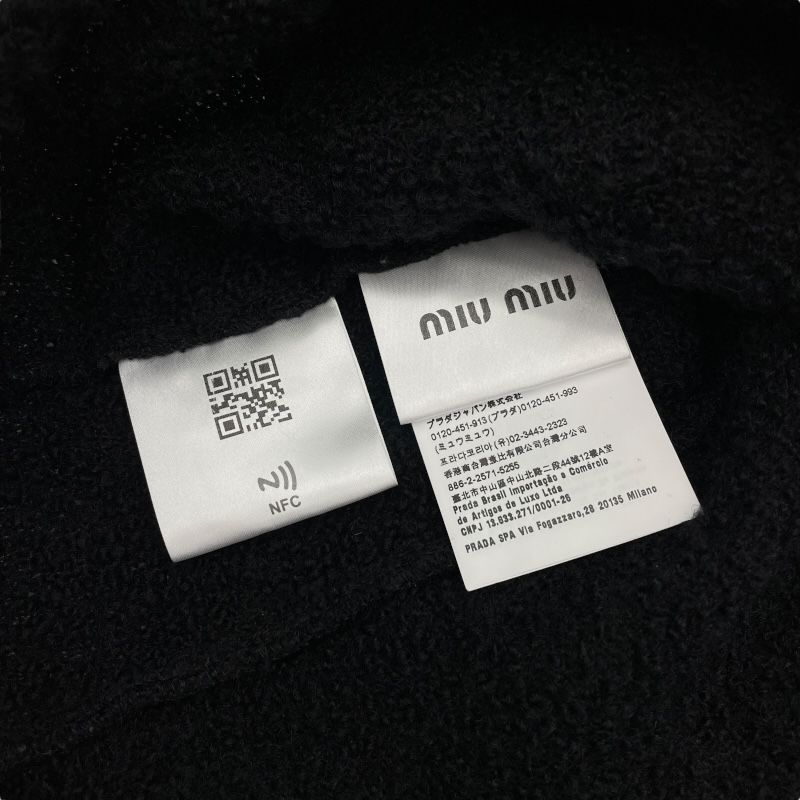 MIU MIU
プラダジャパン株式会社
0120-451-913(プラダ)0120-451-993
(ミュウミュウ)
프라다코리아(유)02-3443-2323
香港商台灣壹比有限公司台灣分公司
886-2-2571-5255
臺北市中山區中山北路二段44號12樓A室
Prada Brasil Importação e Comércio
de Artigos de Luxo Ltda
CNPJ 13.633.271/0001-26
PRADA SPA Via Fogazzaro,28 20135 Milano
NFC